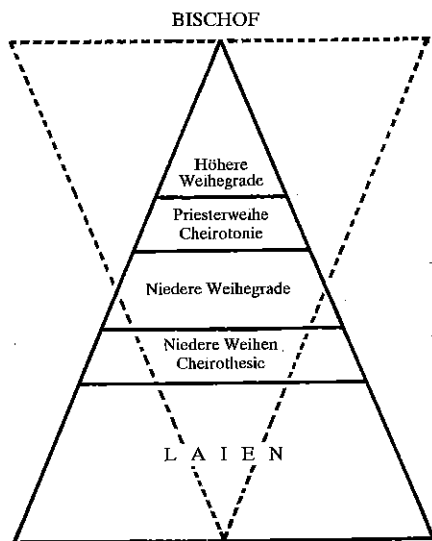 BISCHOF
Höhere
Weihegrade
Priesterweihe
Cheirotonie
Niedere Weihegrade
Niedere Weihen
Cheirothesie
L A I E N